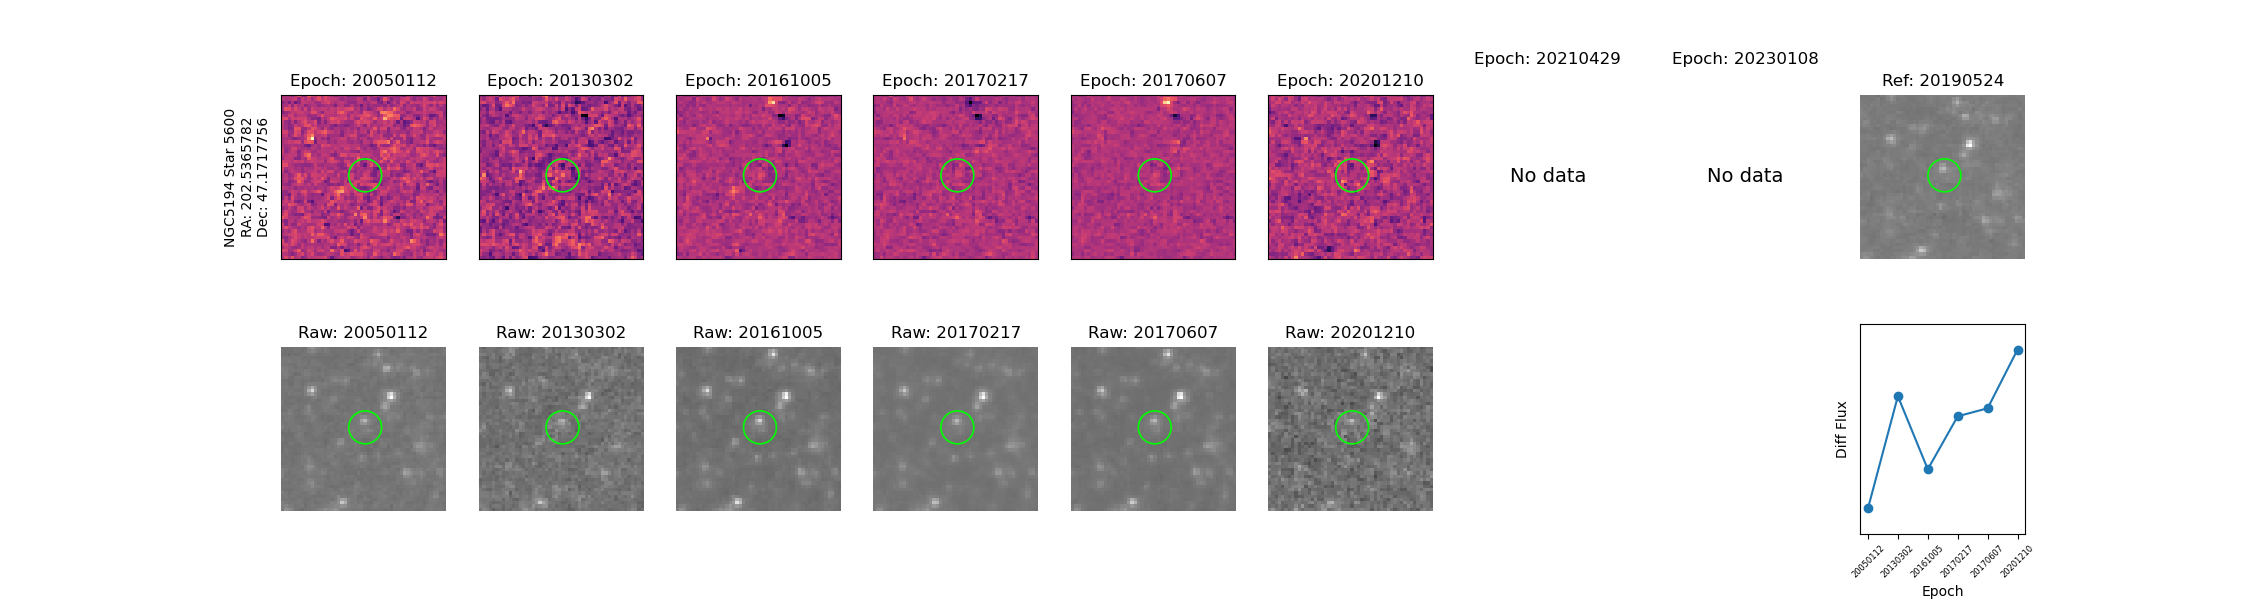 Epoch: 20050112
Epoch: 20130302
Epoch: 20161005
Epoch: 20170217
Epoch: 20170607
Epoch: 20201210
Epoch: 20210429
Epoch: 20230108
Ref: 20190524
NGC5194 Star 5600
RA: 202.5365782
Dec: 47.1717756
No data
No data
Raw: 20050112
Raw: 20130302
Raw: 20161005
Raw: 20170217
Raw: 20170607
Raw: 20201210
Diff Flux
20050112
20130302
20161005
20170217
20170607
20201210
Epoch